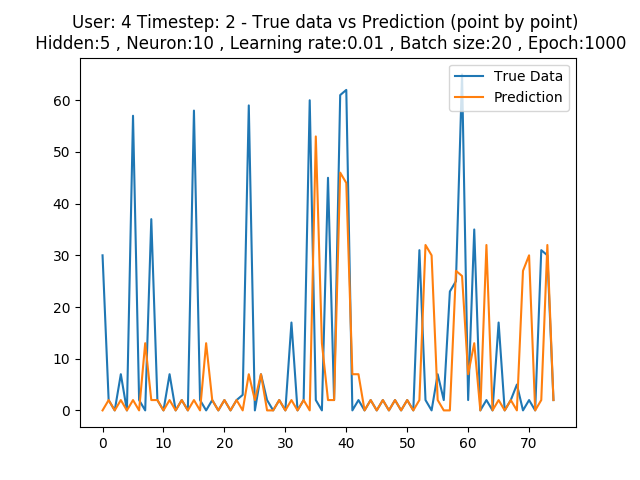 User: 4 Timestep: 2 - True data vs Prediction (point by point)
Hidden:5 , Neuron:10 , Learning rate:0.01 , Batch size:20 , Epoch:1000
True Data
Prediction
60
50
40
30
20
10
0
0 10 20 30 40 50 60 70